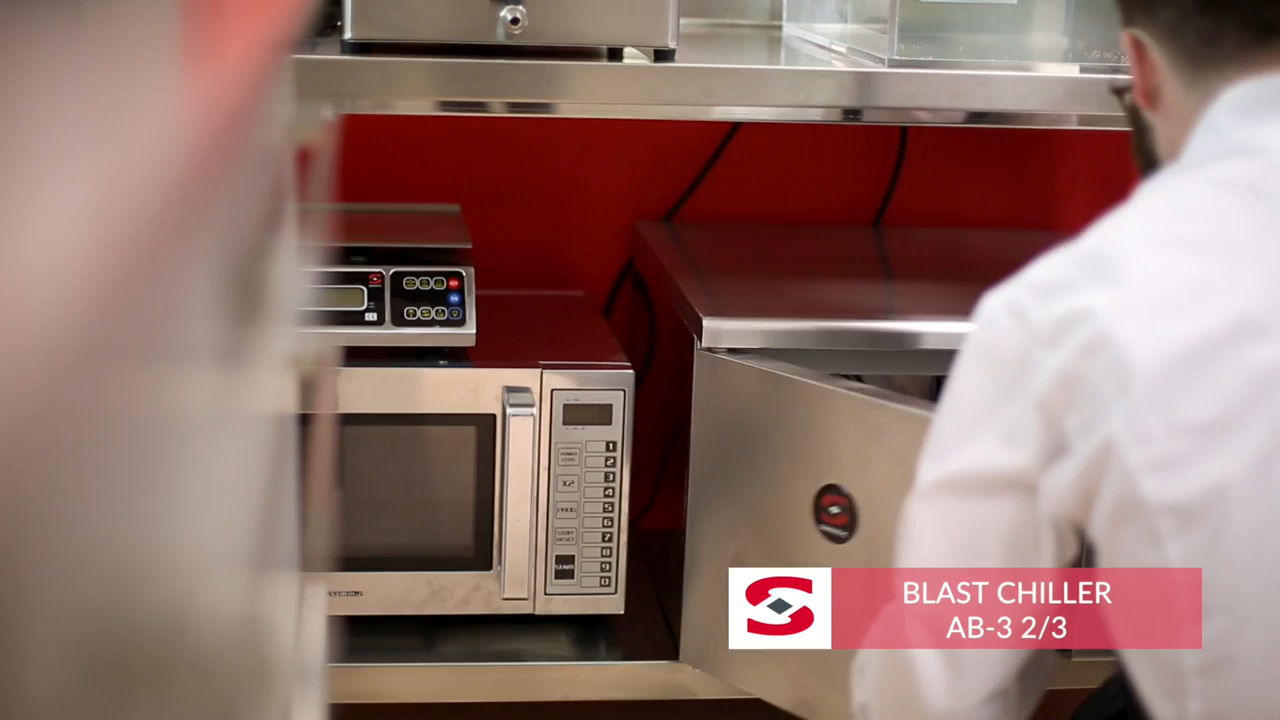 POWER
LEVEL
X2
PROG
STOP/
RESET
START
1
2
3
4
5
6
7
8
9
0
BLAST CHILLER
AB-3 2/3